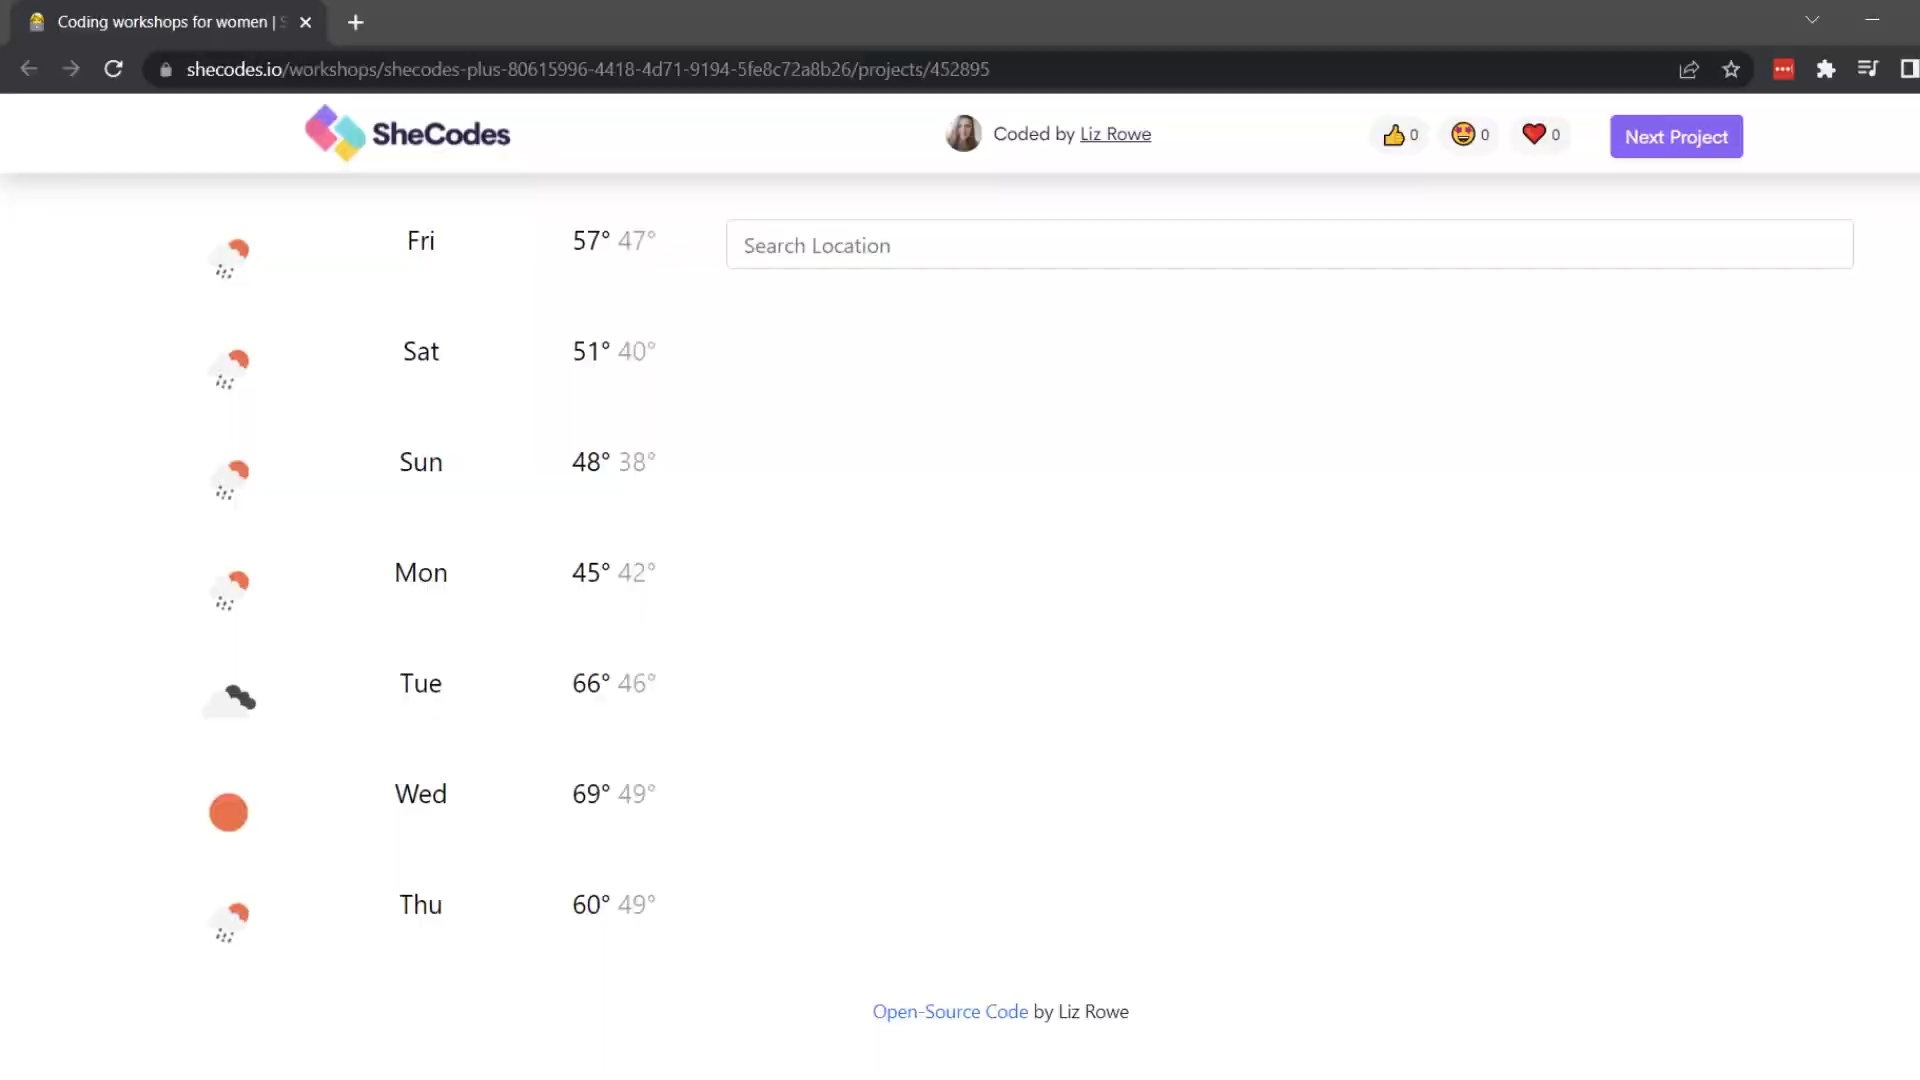 Coding workshops for women |
shecodes.io/workshops/shecodes-plus-80615996-4418-4d71-9194-5fe8c72a8b26/projects/452895
SheCodes
Coded by Liz Rowe
0
0
0
Next Project
Fri 57° 47°
Search Location
Sat 51° 40°
Sun 48° 38°
Mon 45° 42°
Tue 66° 46°
Wed 69° 49°
Thu 60° 49°
Open-Source Code by Liz Rowe